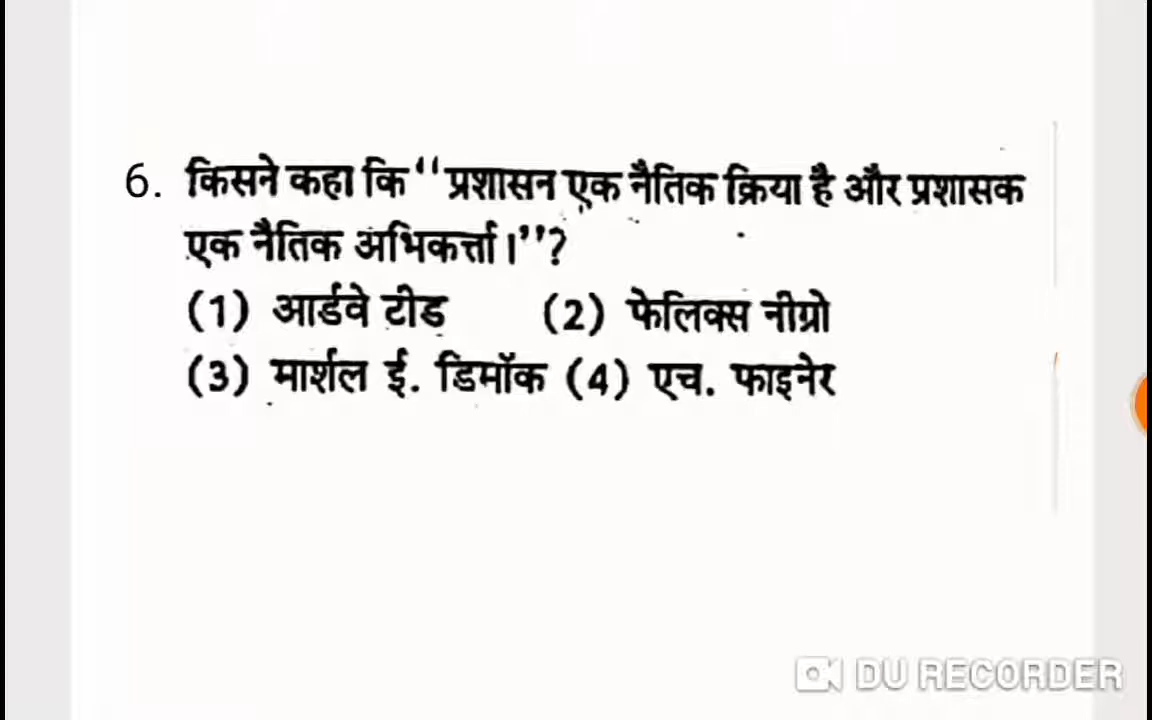 6. किसने कहा कि "प्रशासन एक नैतिक क्रिया है और प्रशासक
एक नैतिक अभिकर्त्ता।"?
(1) आर्डवे टीड (2) फेलिक्स नीग्रो
(3) मार्शल ई. डिमॉक (4) एच. फाइनेर
DU RECORDER